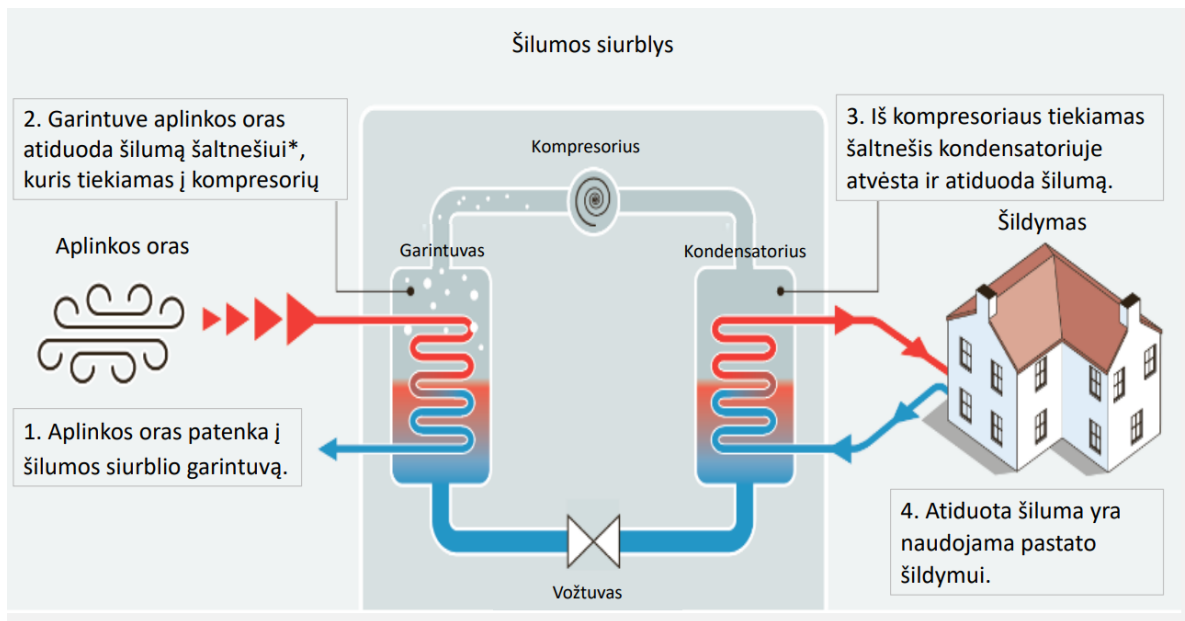 Šilumos siurblys
2. Garintuve aplinkos oras
atiduoda šilumą šaltnešiui*,
kuris tiekiamas į kompresorių
3. Iš kompresoriaus tiekiamas
šaltnešis kondensatoriuje
atvėsta ir atiduoda šilumą.
Kompresorius
Šildymas
Aplinkos oras
Garintuvas
Kondensatorius
1. Aplinkos oras patenka į
šilumos siurblio garintuvą.
4. Atiduota šiluma yra
naudojama pastato
šildymui.
Vožtuvas